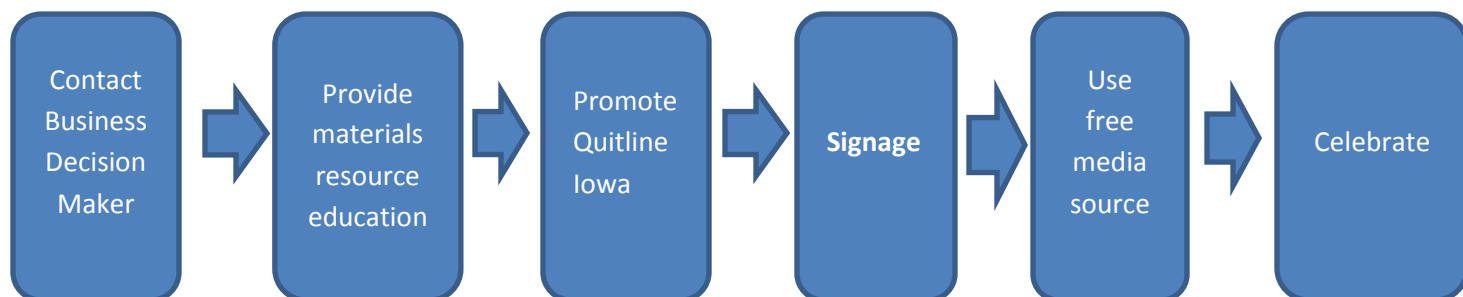 Contact
Business
Decision
Maker
Provide
materials
resource
education
Promote
Quitline
Iowa
Signage
Use
free
media
source
Celebrate